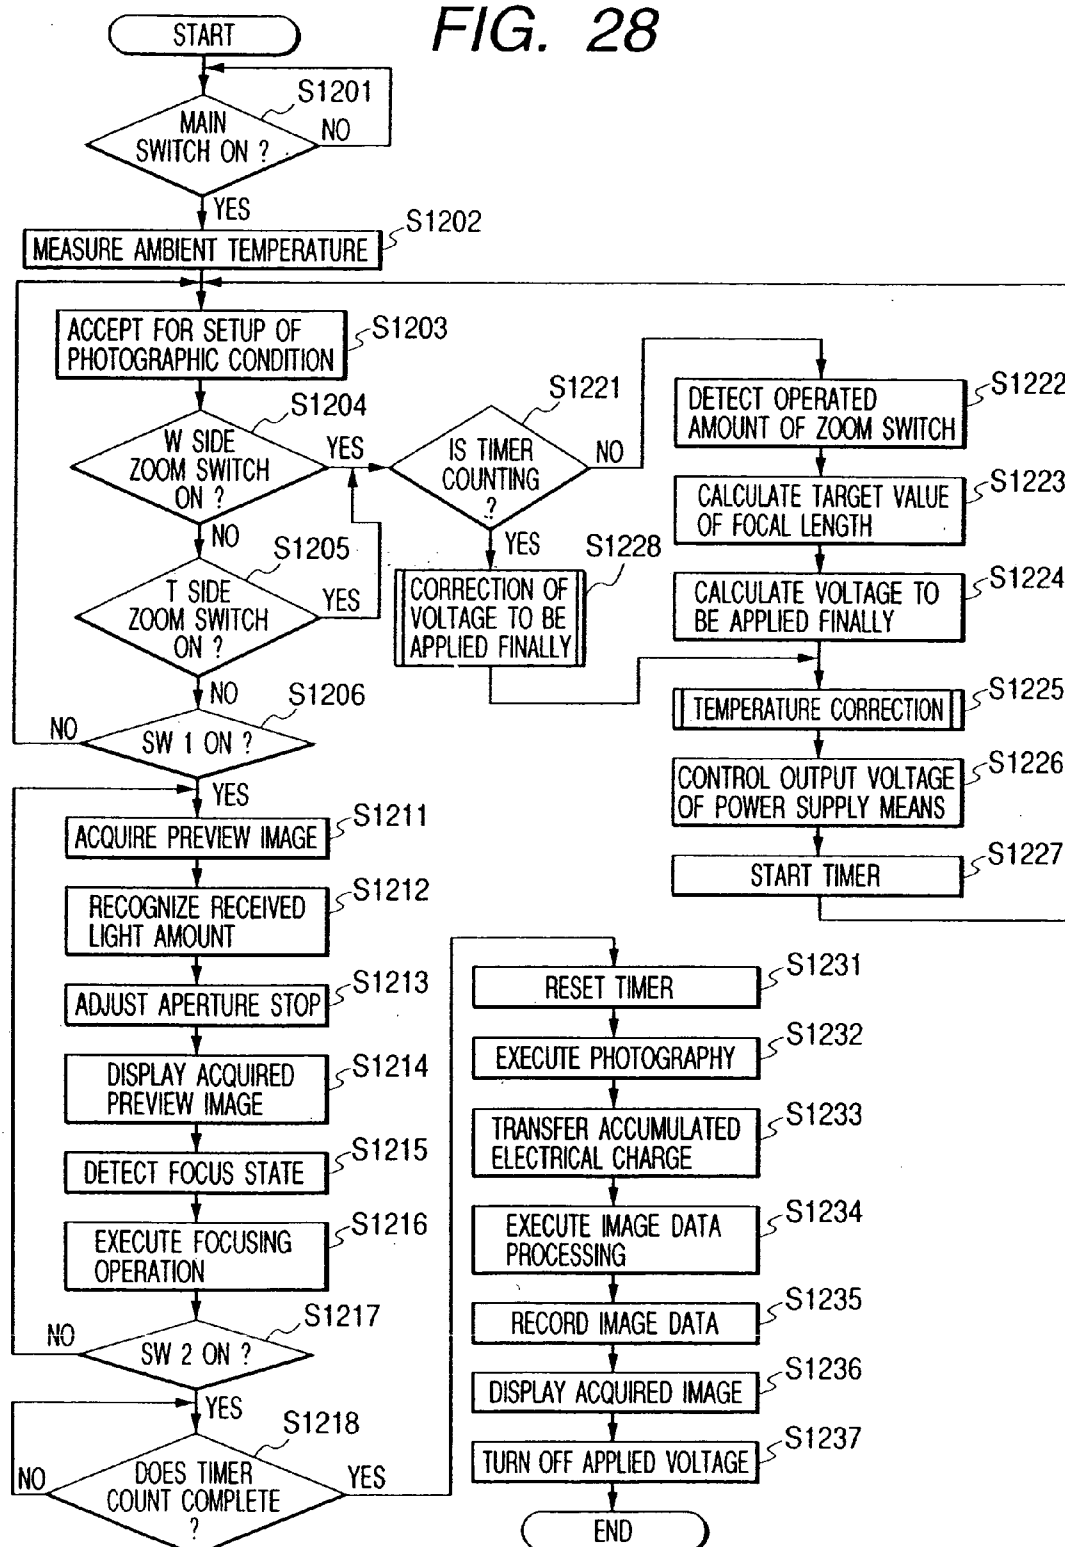 FIG. 28
START
S1201
MAIN
SWITCH ON ?
NO
YES
S1202
MEASURE AMBIENT TEMPERATURE
S1203
ACCEPT FOR SETUP OF
PHOTOGRAPHIC CONDITION
S1204
W SIDE
ZOOM SWITCH
ON ?
YES
NO
S1205
T SIDE
ZOOM SWITCH
ON ?
YES
NO
S1206
SW 1 ON ?
NO
YES
S1211
ACQUIRE PREVIEW IMAGE
S1212
RECOGNIZE RECEIVED
LIGHT AMOUNT
S1213
ADJUST APERTURE STOP
S1214
DISPLAY ACQUIRED
PREVIEW IMAGE
S1215
DETECT FOCUS STATE
S1216
EXECUTE FOCUSING
OPERATION
S1217
SW 2 ON ?
NO
YES
S1218
DOES TIMER
COUNT COMPLETE
?
NO
YES
S1221
IS TIMER
COUNTING
?
NO
YES
S1228
CORRECTION OF
VOLTAGE TO BE
APPLIED FINALLY
S1222
DETECT OPERATED
AMOUNT OF ZOOM SWITCH
S1223
CALCULATE TARGET VALUE
OF FOCAL LENGTH
S1224
CALCULATE VOLTAGE TO
BE APPLIED FINALLY
S1225
TEMPERATURE CORRECTION
S1226
CONTROL OUTPUT VOLTAGE
OF POWER SUPPLY MEANS
S1227
START TIMER
S1231
RESET TIMER
S1232
EXECUTE PHOTOGRAPHY
S1233
TRANSFER ACCUMULATED
ELECTRICAL CHARGE
S1234
EXECUTE IMAGE DATA
PROCESSING
S1235
RECORD IMAGE DATA
S1236
DISPLAY ACQUIRED IMAGE
S1237
TURN OFF APPLIED VOLTAGE
END